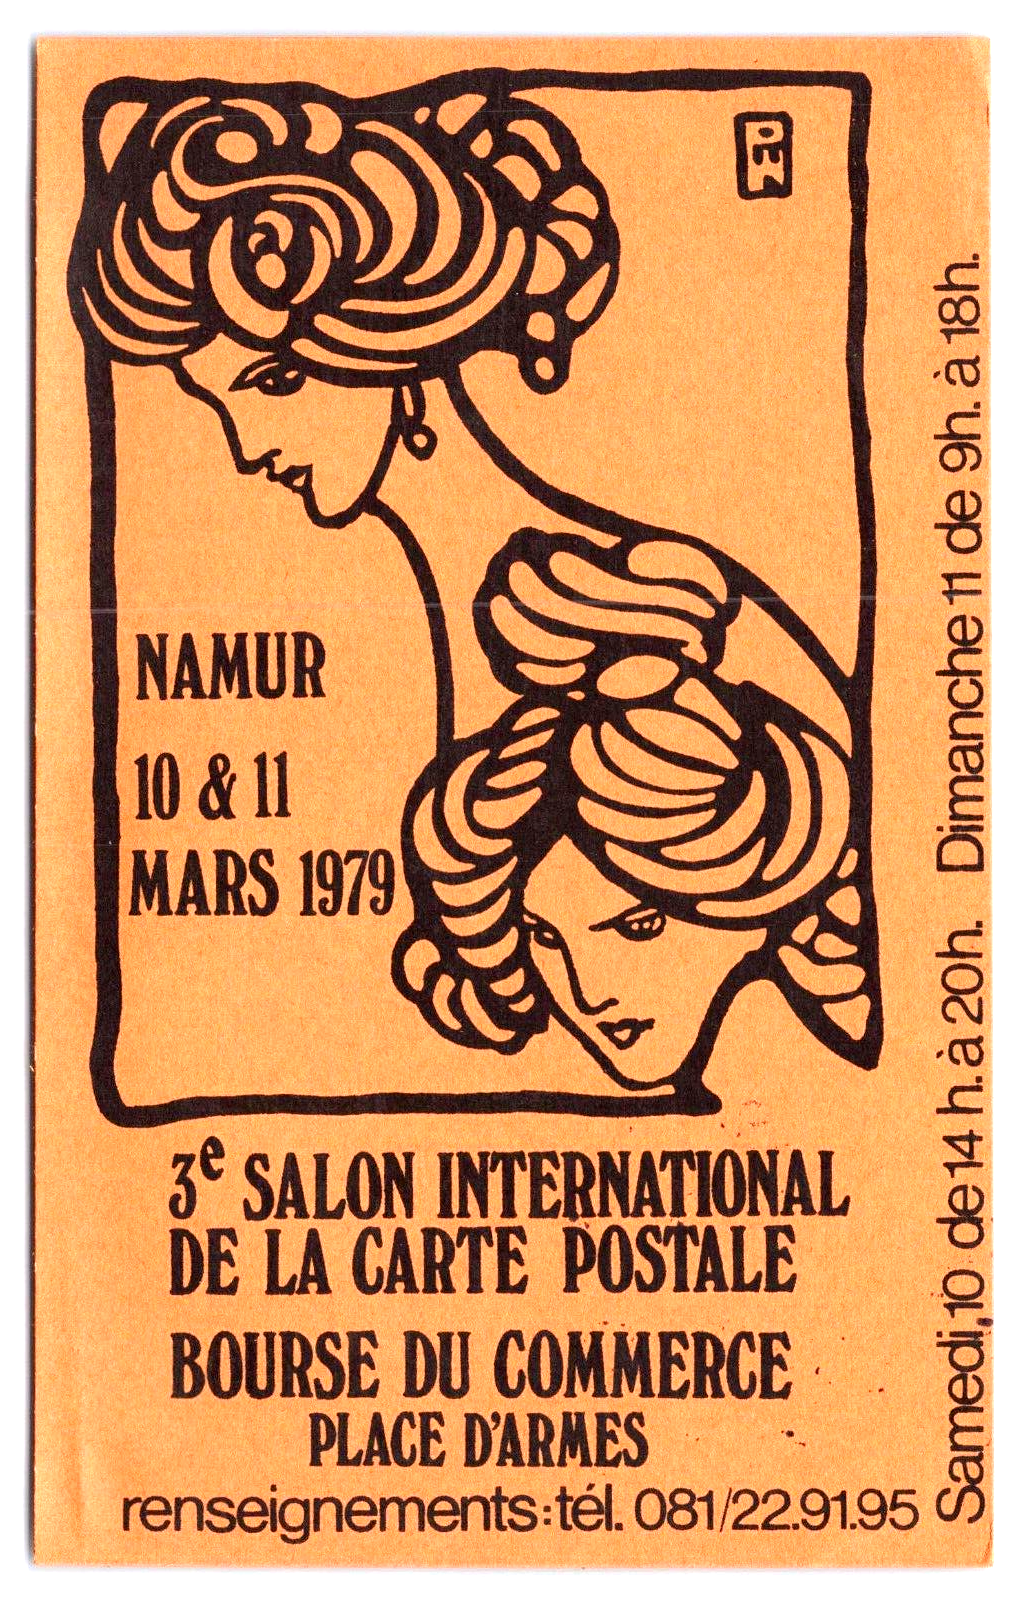 NAMUR
10 & 11
MARS 1979
3e SALON INTERNATIONAL
DE LA CARTE POSTALE
BOURSE DU COMMERCE
PLACE D'ARMES
renseignements: tél. 081/22.91.95
Samedi 10 de 14 h. à 20h. Dimanche 11 de 9h. à 18h.